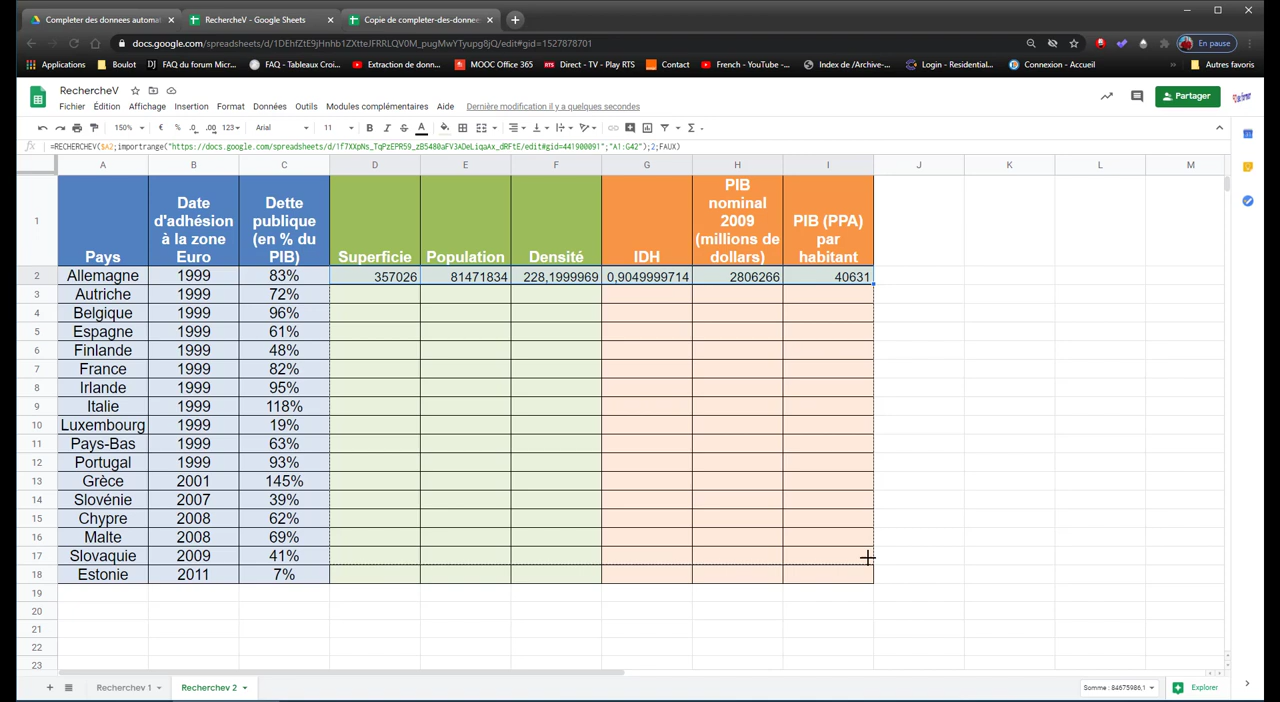 Completer des donnees automat
RechercheV - Google Sheets
Copie de completer-des-donnee
docs.google.com/spreadsheets/d/1DEhfZtE9jHnhb1ZXtteJFRRLQV0M_pugMwYTyupg8jQ/edit#gid=1527878701
En pause
Applications
Boulot
FAQ du forum Micr...
FAQ - Tableaux Croi...
Extraction de donn...
MOOC Office 365
Direct - TV - Play RTS
Contact
French - YouTube -...
Index de /Archive-...
Login - Residential...
Connexion - Accueil
Autres favoris
RechercheV
Fichier Édition Affichage Insertion Format Données Outils Modules complémentaires Aide Dernière modification il y a quelques secondes
Partager
150% € % .0 .00 123 Arial 11
=RECHERCHEV($A2;importrange("https://docs.google.com/spreadsheets/d/1f7XXpNs_TqPzEPR59_zB5480aFV3ADeLiqaAx_dRFtE/edit#gid=441900091";"A1:G42");2;FAUX)
A B C D E F G H I J K L M
1 Pays Date d'adhésion à la zone Euro Dette publique (en % du PIB) Superficie Population Densité IDH PIB nominal 2009 (millions de dollars) PIB (PPA) par habitant
2 Allemagne 1999 83% 357026 81471834 228,1999969 0,9049999714 2806266 40631
3 Autriche 1999 72%
4 Belgique 1999 96%
5 Espagne 1999 61%
6 Finlande 1999 48%
7 France 1999 82%
8 Irlande 1999 95%
9 Italie 1999 118%
10 Luxembourg 1999 19%
11 Pays-Bas 1999 63%
12 Portugal 1999 93%
13 Grèce 2001 145%
14 Slovénie 2007 39%
15 Chypre 2008 62%
16 Malte 2008 69%
17 Slovaquie 2009 41%
18 Estonie 2011 7%
19
20
21
22
23
Recherchev 1
Recherchev 2
Somme : 84675986,1
Explorer